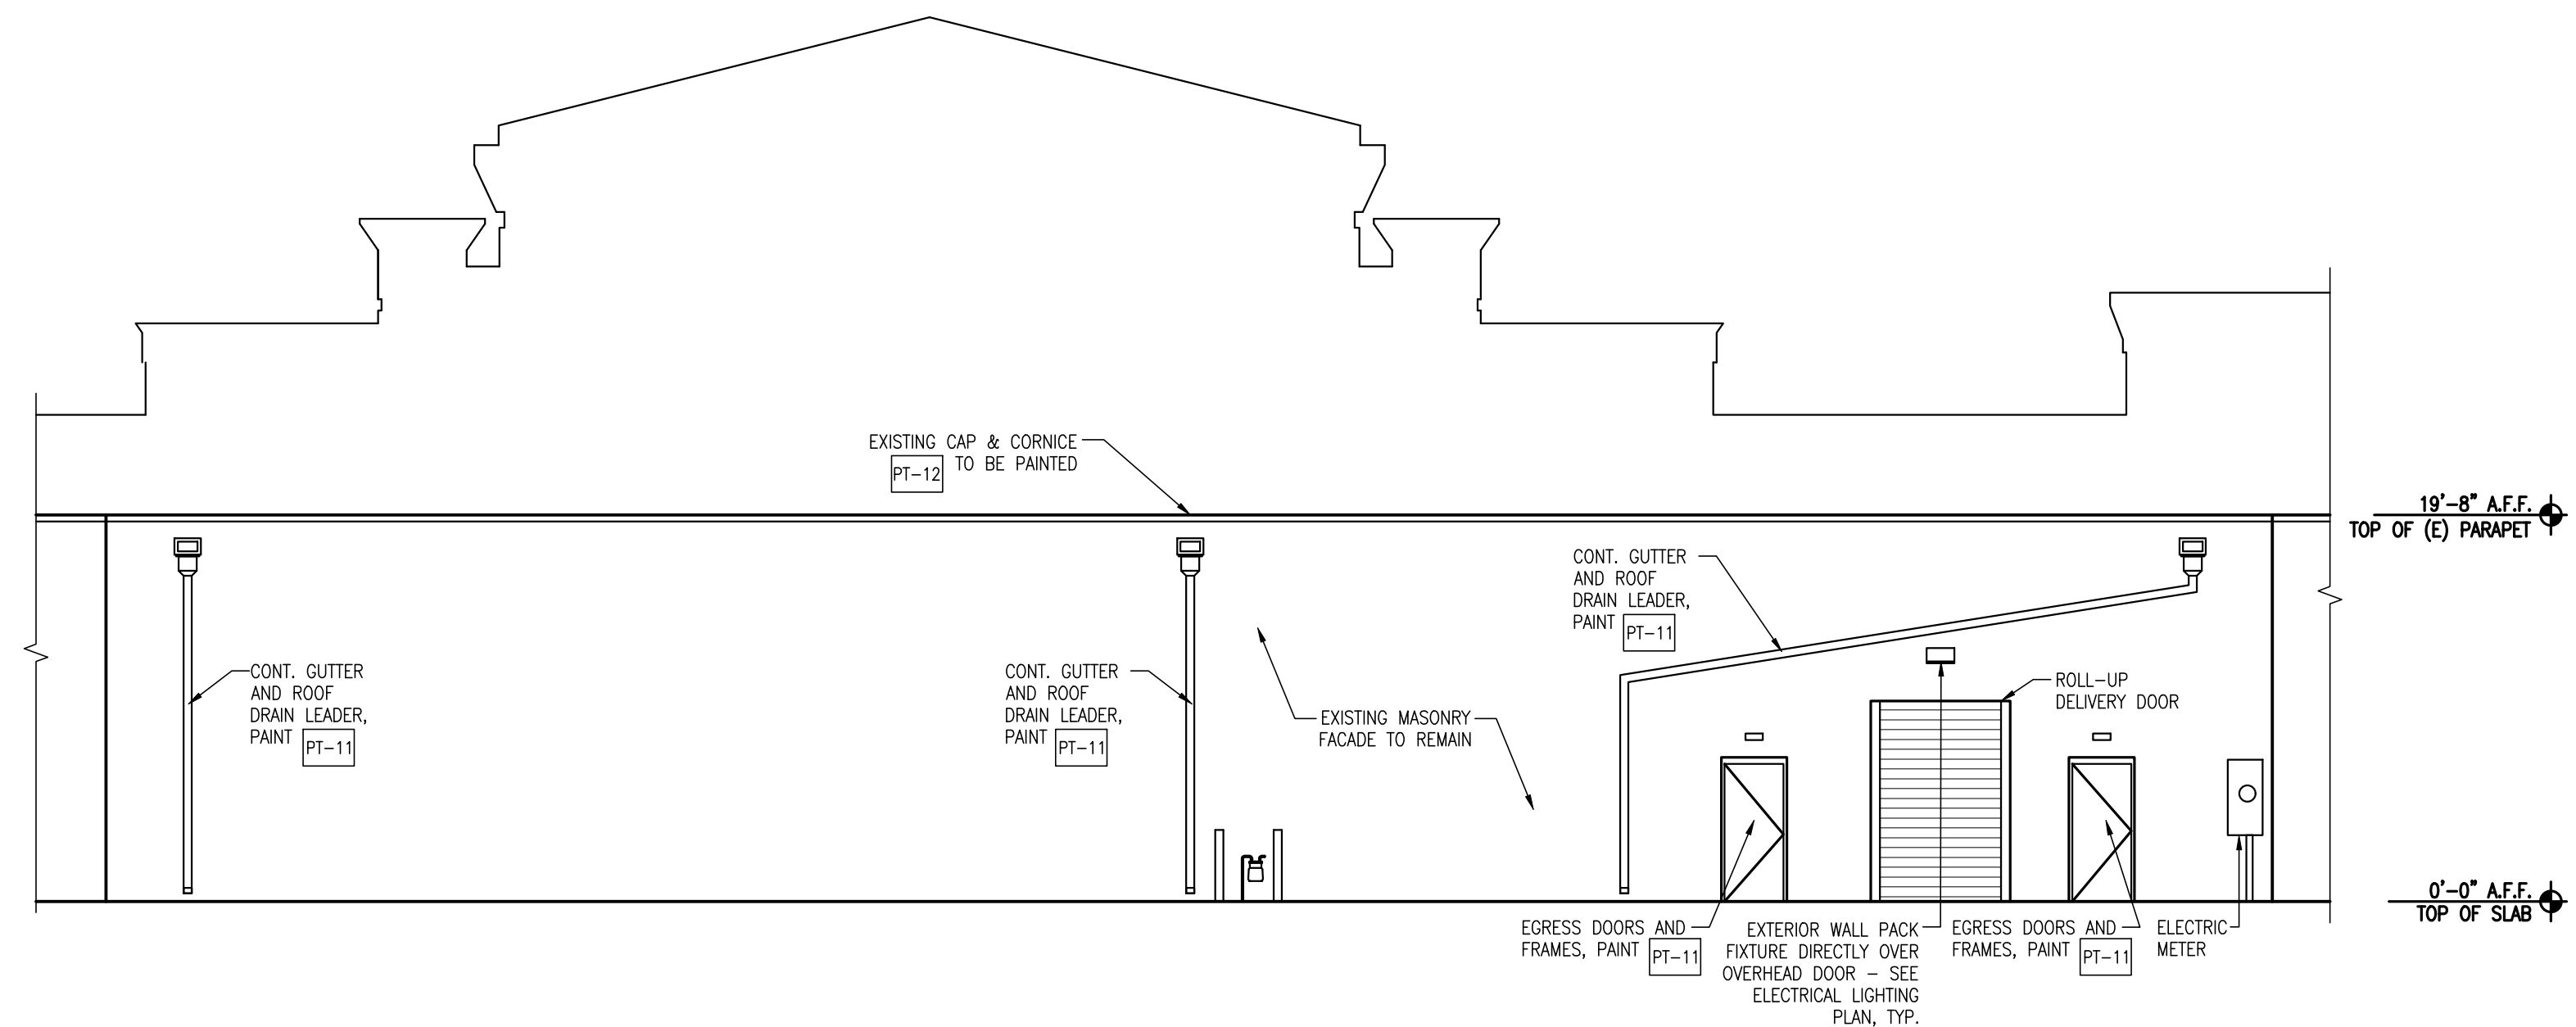 EXISTING CAP & CORNICE
PT-12 TO BE PAINTED
19'-8" A.F.F.
TOP OF (E) PARAPET
CONT. GUTTER
AND ROOF
DRAIN LEADER,
PAINT PT-11
CONT. GUTTER
AND ROOF
DRAIN LEADER,
PAINT PT-11
EXISTING MASONRY
FACADE TO REMAIN
CONT. GUTTER
AND ROOF
DRAIN LEADER,
PAINT PT-11
ROLL-UP
DELIVERY DOOR
0'-0" A.F.F.
TOP OF SLAB
EGRESS DOORS AND
FRAMES, PAINT PT-11
EXTERIOR WALL PACK
FIXTURE DIRECTLY OVER
OVERHEAD DOOR - SEE
ELECTRICAL LIGHTING
PLAN, TYP.
EGRESS DOORS AND
FRAMES, PAINT PT-11
ELECTRIC
METER